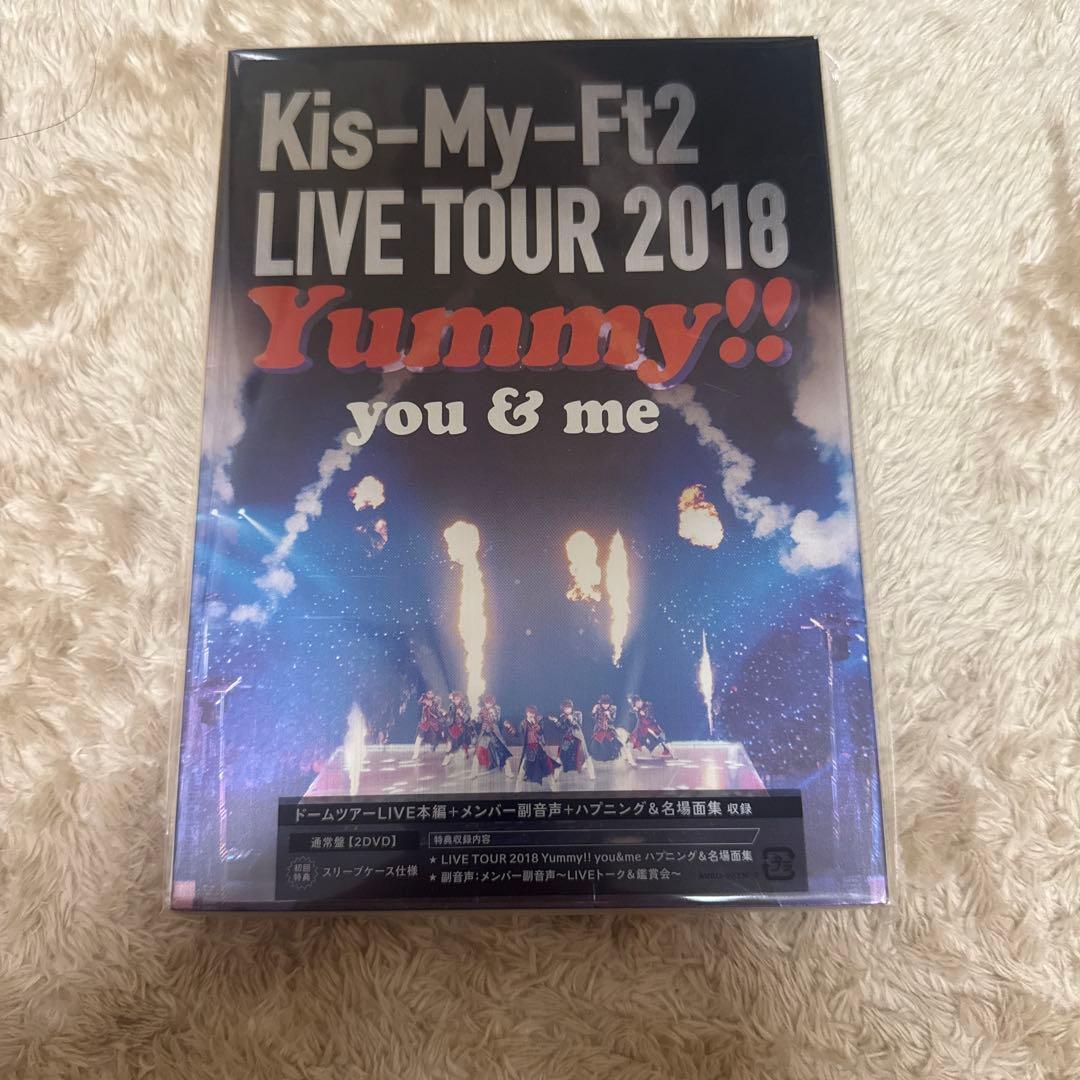 Kis-My-Ft2
LIVE TOUR 2018
Yummy!!
you & me
ドームツアーLIVE本編+メンバー副音声+ハプニング&名場面集 収録
通常盤【2DVD】
特典収録内容
初回特典 スリーブケース仕様
★ LIVE TOUR 2018 Yummy!! you&me ハプニング&名場面集
★ 副音声:メンバー副音声~LIVEトーク&鑑賞会~
プラ